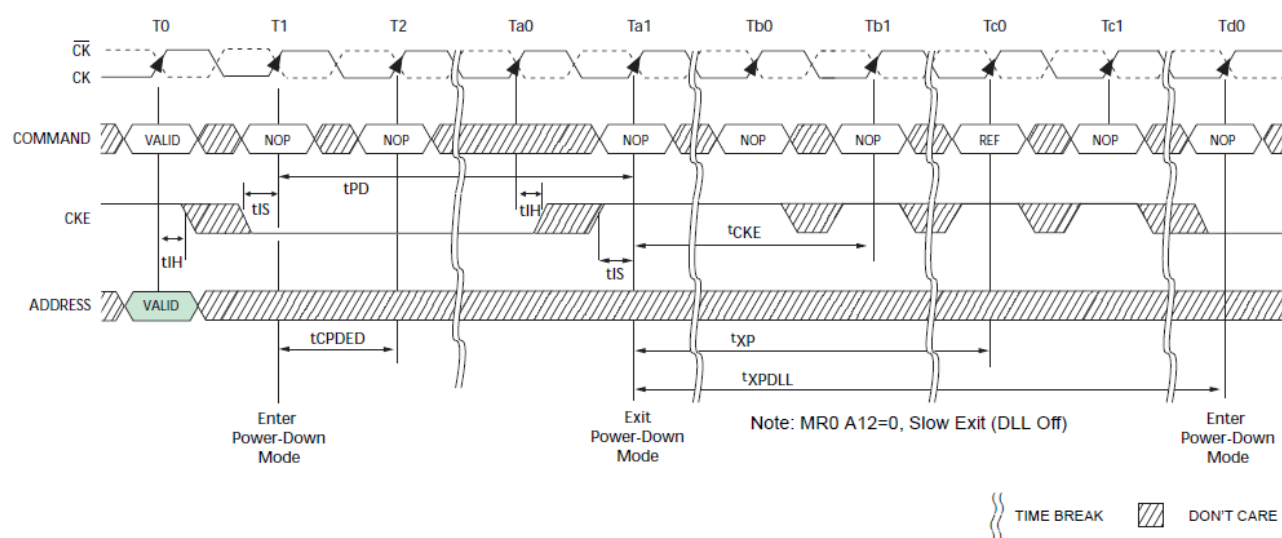 T0 T1 T2 Ta0 Ta1 Tb0 Tb1 Tc0 Tc1 Td0
CK
CK
COMMAND VALID NOP NOP NOP NOP NOP REF NOP NOP
tPD
tIS tIH
CKE
tCKE
tIH tIS
ADDRESS VALID
tCPDED tXP
tXPDLL
Enter
Power-Down
Mode
Exit
Power-Down
Mode
Note: MR0 A12=0, Slow Exit (DLL Off)
Enter
Power-Down
Mode
TIME BREAK DON'T CARE